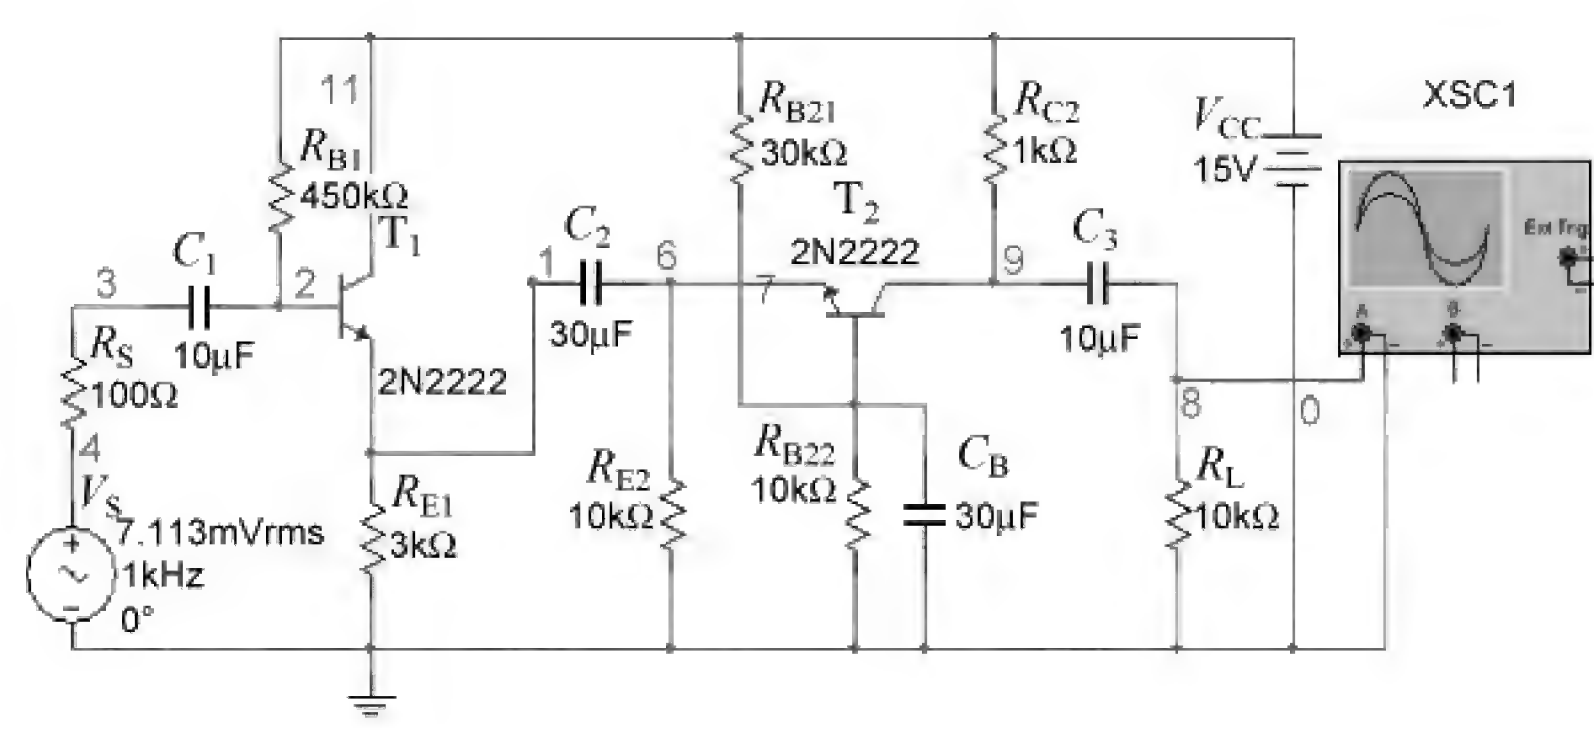 11
R_B1
450kΩ
T_1
C_1
3
2
10μF
R_S
100Ω
4
V_S
7.113mVrms
1kHz
0°
2N2222
R_E1
3kΩ
1
C_2
30μF
6
R_B21
30kΩ
7
T_2
2N2222
R_E2
10kΩ
R_B22
10kΩ
C_B
30μF
R_C2
1kΩ
9
C_3
10μF
8
R_L
10kΩ
V_CC
15V
0
XSC1
Ext Trig
A
B